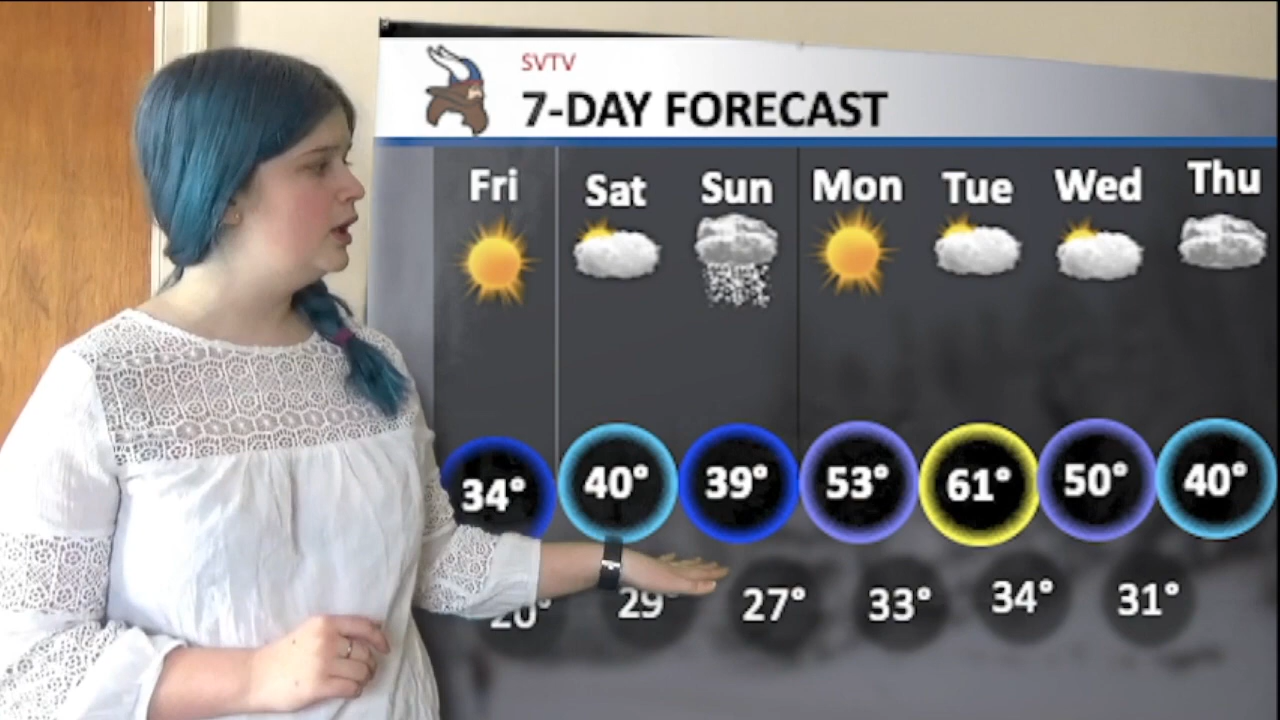 SVTV
7-DAY FORECAST
Fri Sat Sun Mon Tue Wed Thu
34° 40° 39° 53° 61° 50° 40°
20° 29° 27° 33° 34° 31°